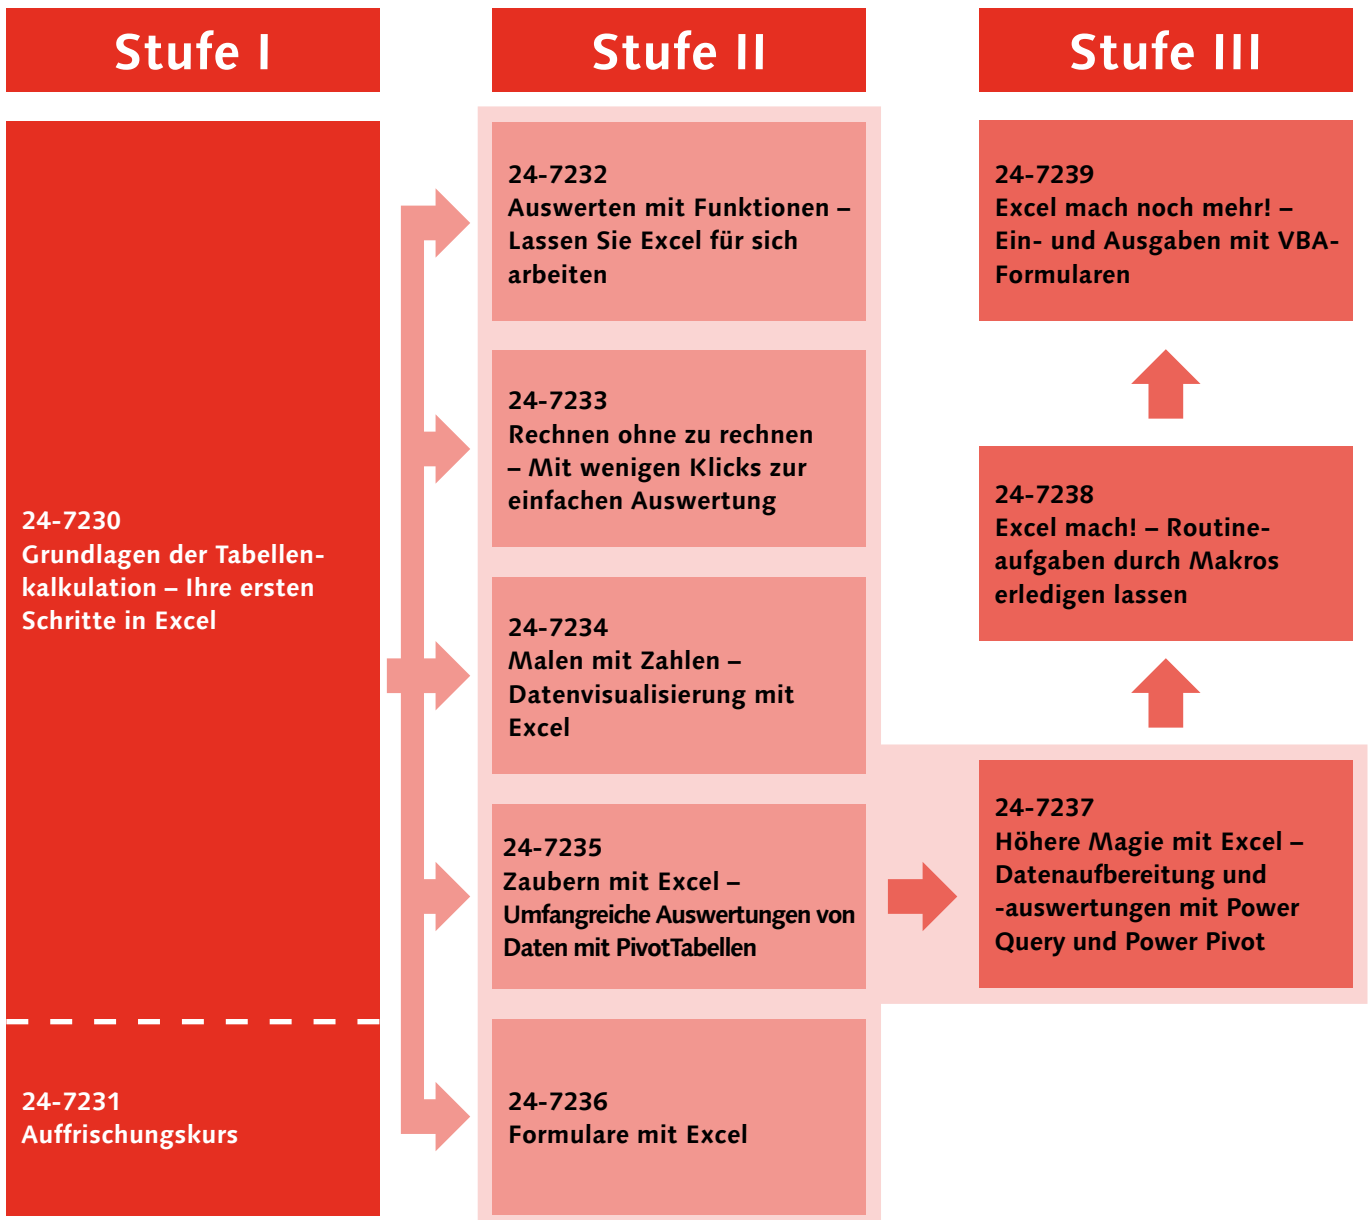 Stufe I
Stufe II
Stufe III
24-7230
Grundlagen der Tabellen-
kalkulation – Ihre ersten
Schritte in Excel
24-7231
Auffrischungskurs
24-7232
Auswerten mit Funktionen –
Lassen Sie Excel für sich
arbeiten
24-7233
Rechnen ohne zu rechnen
– Mit wenigen Klicks zur
einfachen Auswertung
24-7234
Malen mit Zahlen –
Datenvisualisierung mit
Excel
24-7235
Zaubern mit Excel –
Umfangreiche Auswertungen von
Daten mit PivotTabellen
24-7236
Formulare mit Excel
24-7239
Excel mach noch mehr! –
Ein- und Ausgaben mit VBA-
Formularen
24-7238
Excel mach! – Routine-
aufgaben durch Makros
erledigen lassen
24-7237
Höhere Magie mit Excel –
Datenaufbereitung und
-auswertungen mit Power
Query und Power Pivot